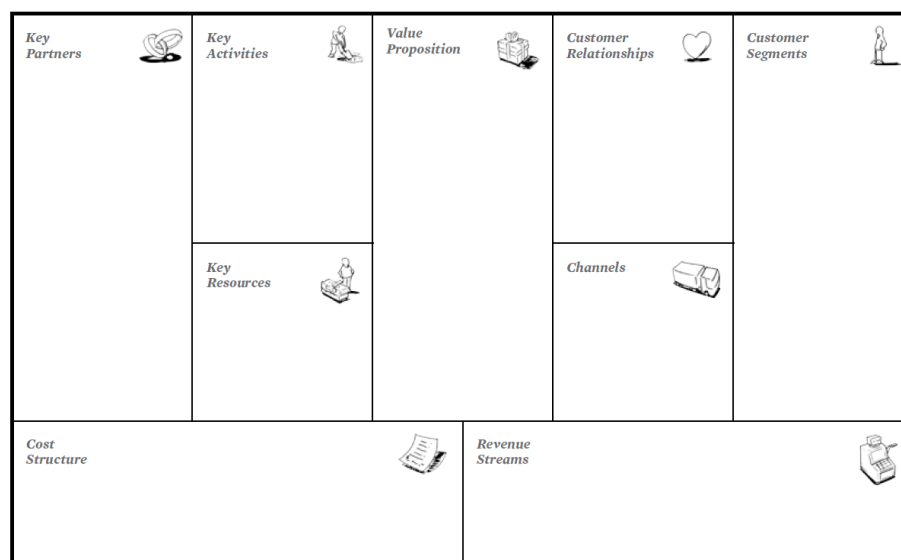 Key
Partners
Key
Activities
Value
Proposition
Customer
Relationships
Customer
Segments
Key
Resources
Channels
Cost
Structure
Revenue
Streams